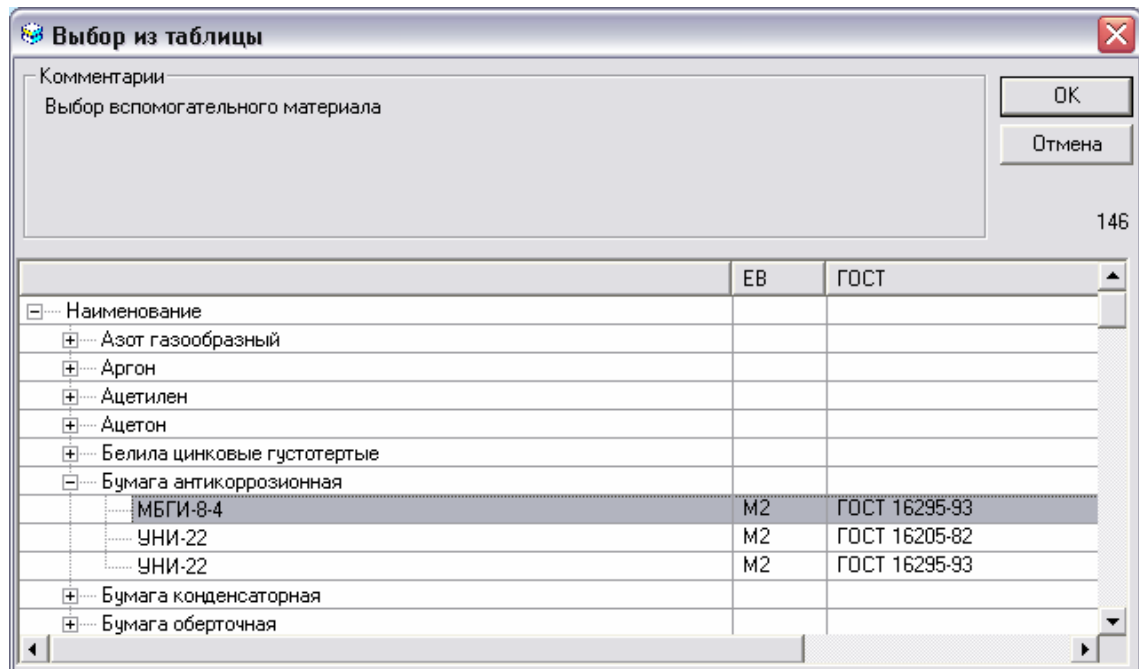 Выбор из таблицы
Комментарии
Выбор вспомогательного материала
OK
Отмена
146
ЕВ ГОСТ
Наименование
Азот газообразный
Аргон
Ацетилен
Ацетон
Белила цинковые густотертые
Бумага антикоррозионная
МБГИ-8-4 М2 ГОСТ 16295-93
УНИ-22 М2 ГОСТ 16205-82
УНИ-22 М2 ГОСТ 16295-93
Бумага конденсаторная
Бумага оберточная